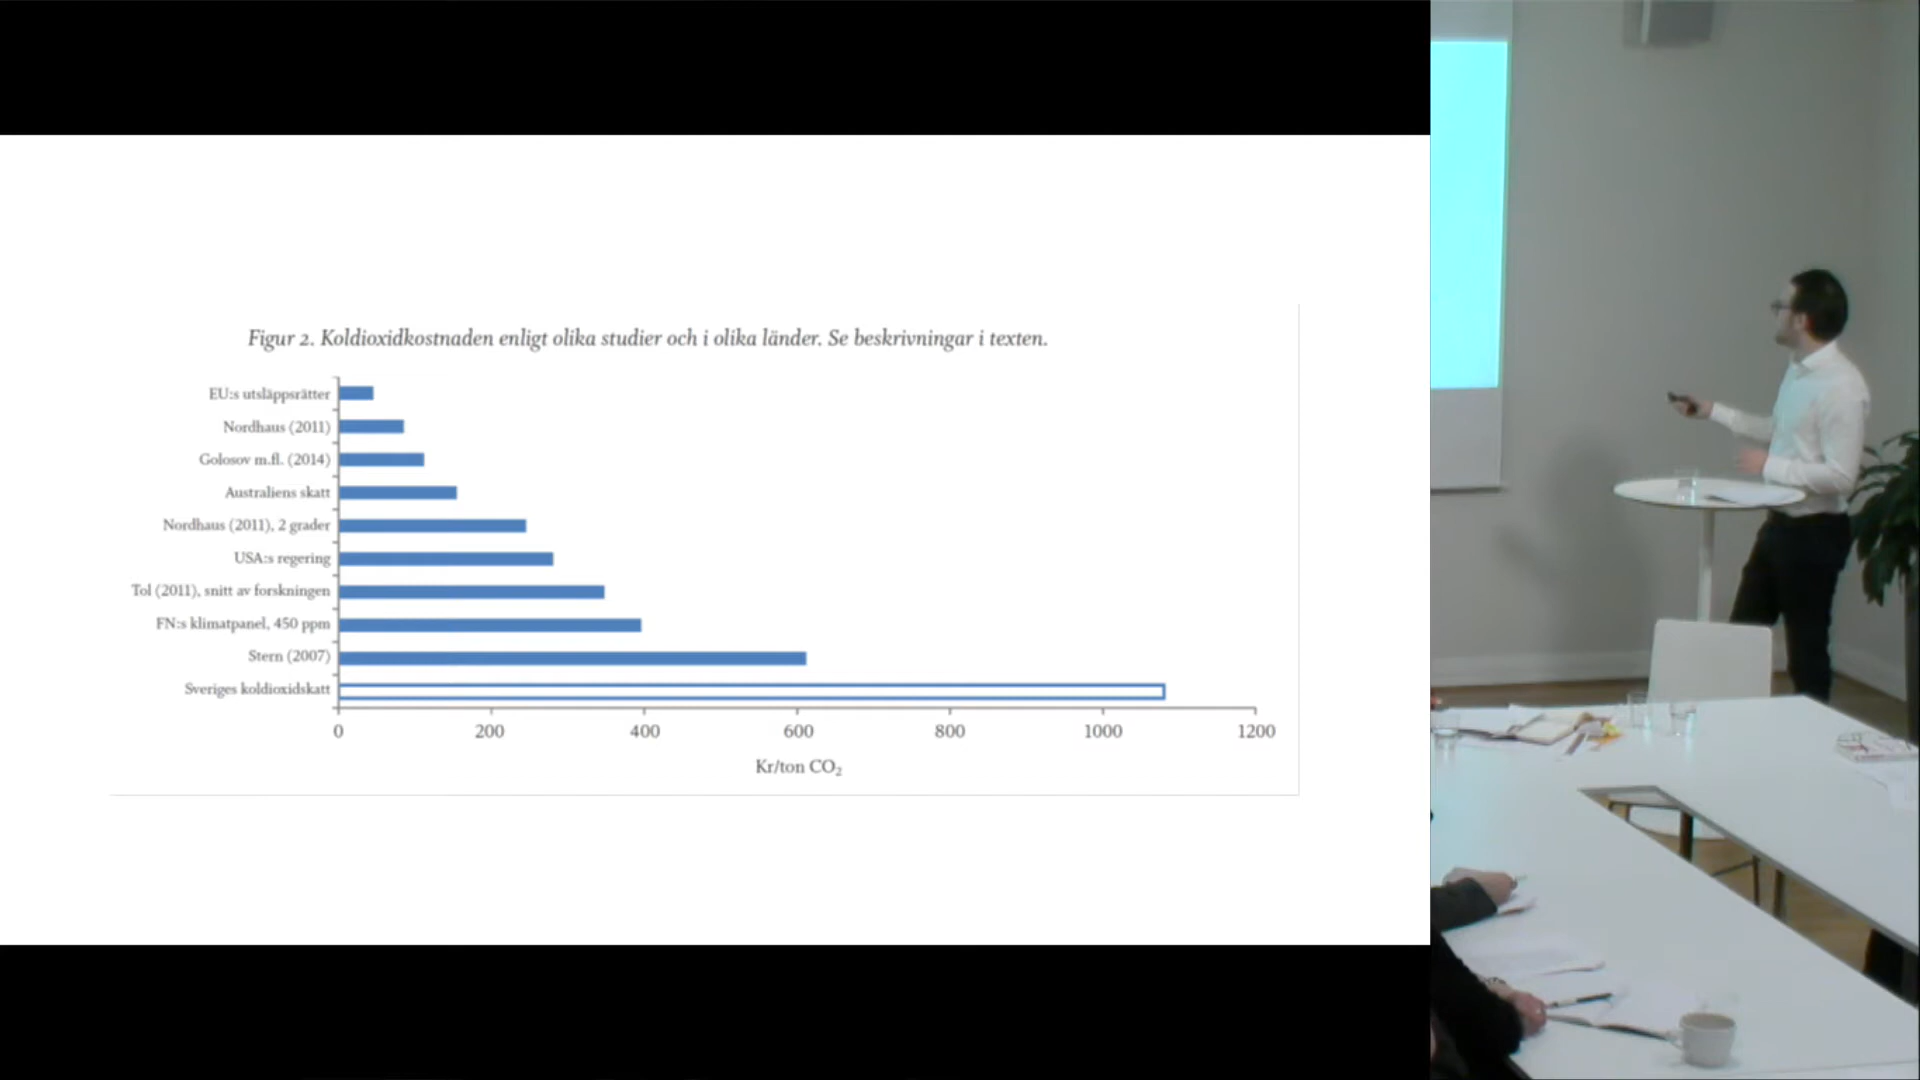 Figur 2. Koldioxidkostnaden enligt olika studier och i olika länder. Se beskrivningar i texten.
EU:s utsläppsrätter
Nordhaus (2011)
Golosov m.fl. (2014)
Australiens skatt
Nordhaus (2011), 2 grader
USA:s regering
Tol (2011), snitt av forskningen
FN:s klimatpanel, 450 ppm
Stern (2007)
Sveriges koldioxidskatt
0 200 400 600 800 1000 1200
Kr/ton CO₂